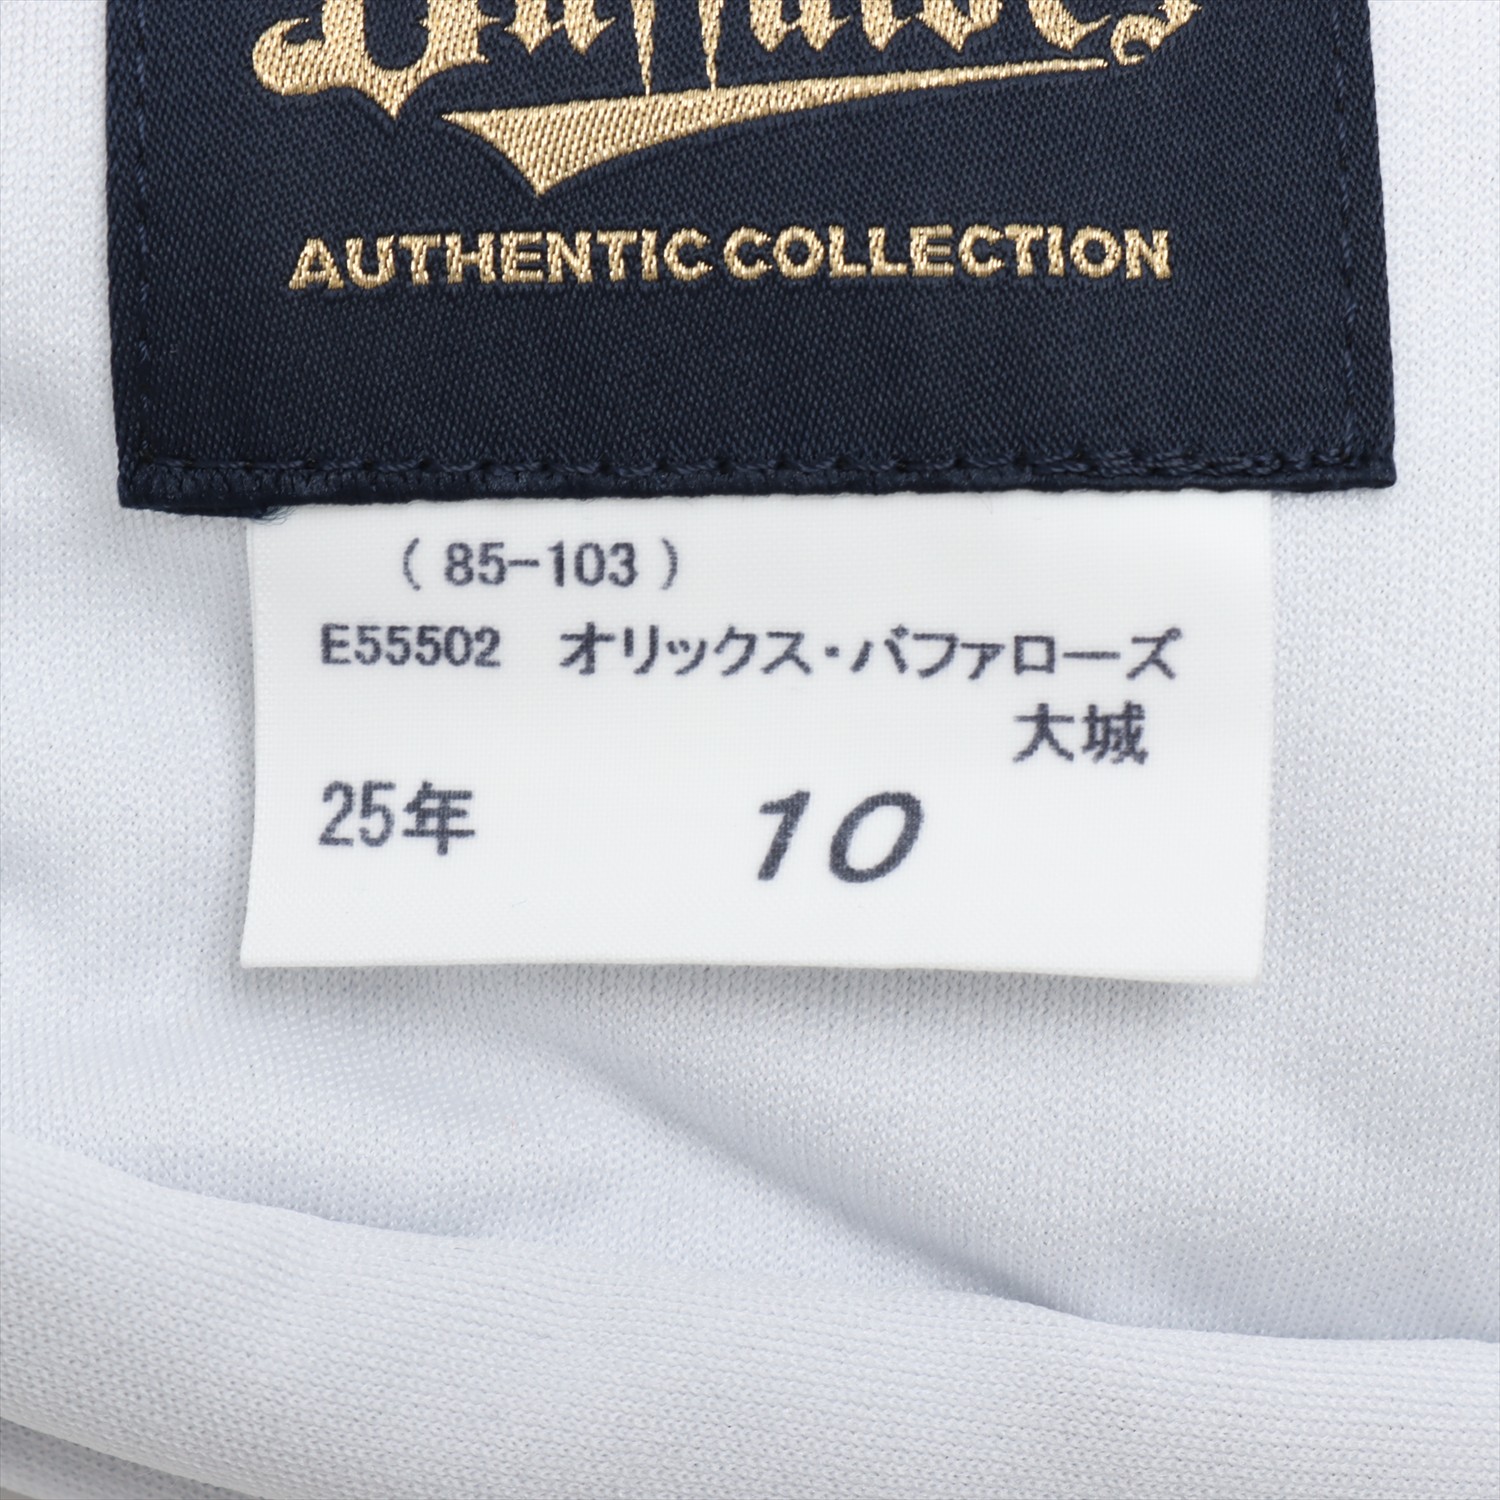 Buffaloes
AUTHENTIC COLLECTION
( 85-103 )
E55502 オリックス・バファローズ
大城
25年 10